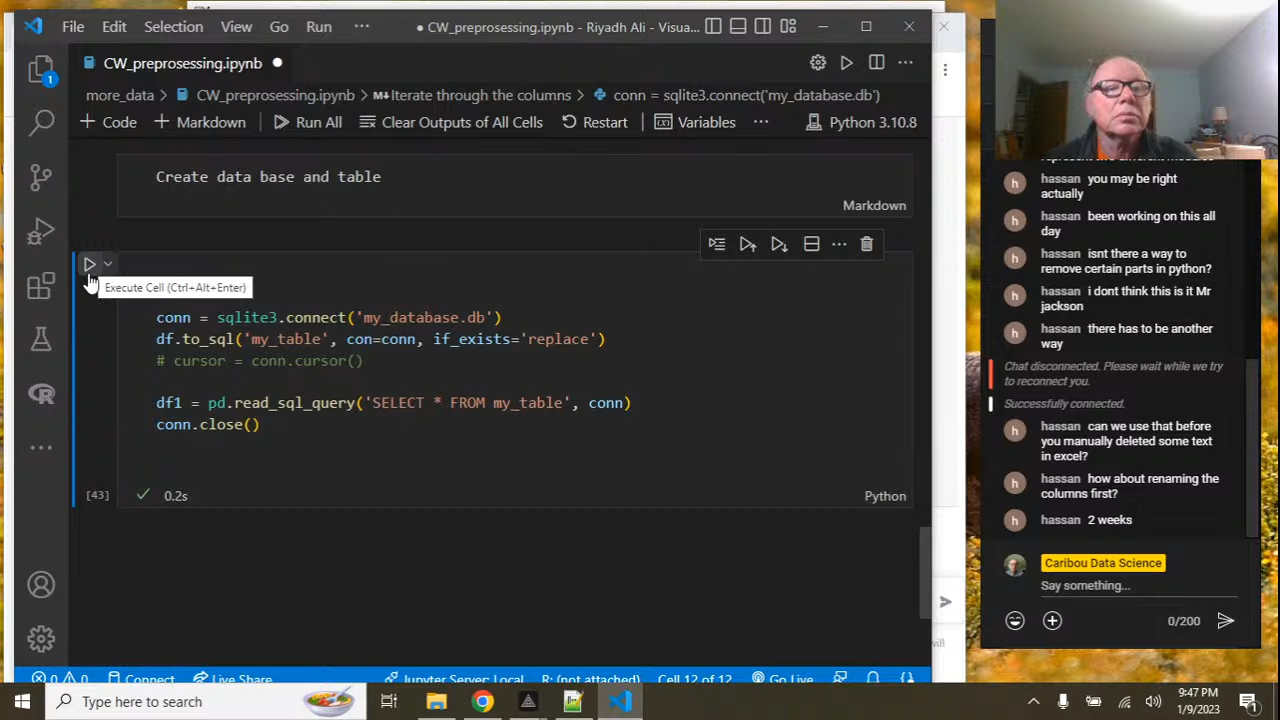 File Edit Selection View Go Run ··· ● CW_preprosessing.ipynb - Riyadh Ali - Visua...
CW_preprosessing.ipynb ●
more_data > CW_preprosessing.ipynb > M↓Iterate through the columns > conn = sqlite3.connect('my_database.db')
+ Code + Markdown Run All Clear Outputs of All Cells Restart Variables ··· Python 3.10.8
Create data base and table
Markdown
Execute Cell (Ctrl+Alt+Enter)
conn = sqlite3.connect('my_database.db')
df.to_sql('my_table', con=conn, if_exists='replace')
# cursor = conn.cursor()
df1 = pd.read_sql_query('SELECT * FROM my_table', conn)
conn.close()
[43] ✓ 0.2s Python
1
0 0 Connect Live Share Jupyter Server: Local R: (not attached) Cell 12 of 12 Go Live
will
hassan you may be right
actually
hassan been working on this all
day
hassan isnt there a way to
remove certain parts in python?
hassan i dont think this is it Mr
jackson
hassan there has to be another
way
Chat disconnected. Please wait while we try
to reconnect you.
Successfully connected.
hassan can we use that before
you manually deleted some text
in excel?
hassan how about renaming the
columns first?
hassan 2 weeks
h
h
h
h
h
h
h
h
Caribou Data Science
Say something...
0/200
Type here to search
9:47 PM
1/9/2023
1